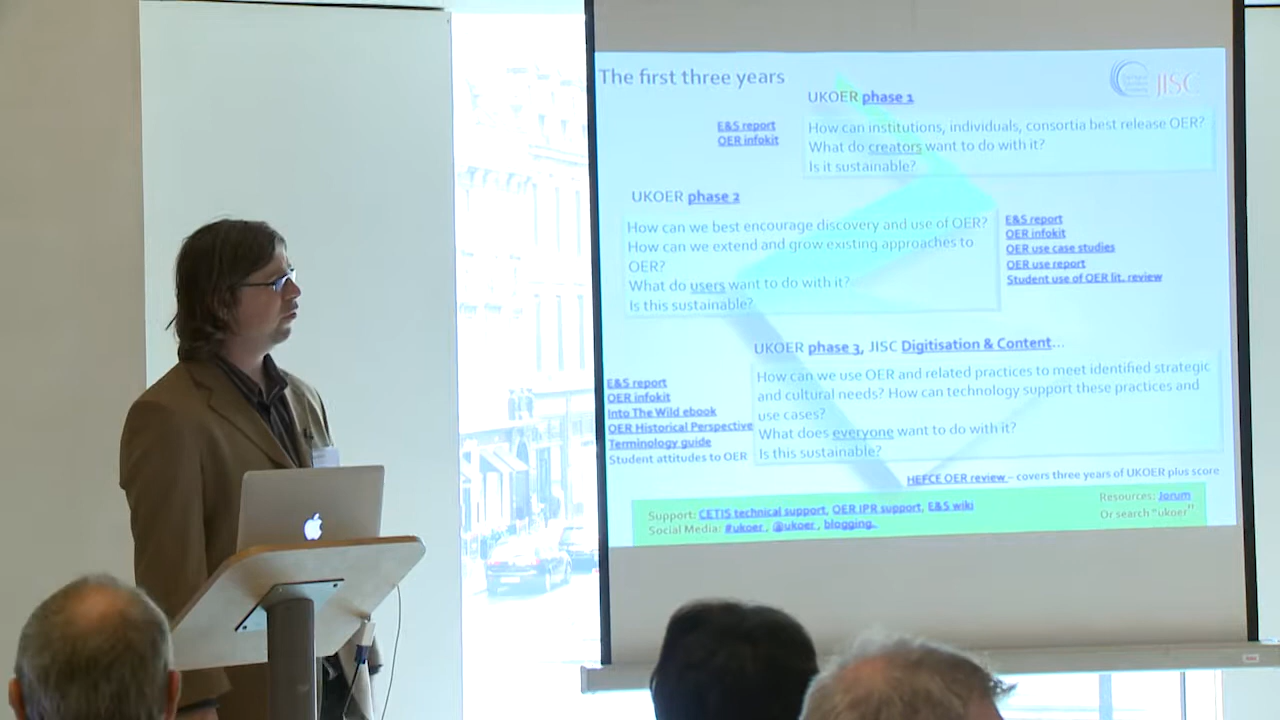 The first three years
JISC
UKOER phase 1
E&S report
OER infokit
How can institutions, individuals, consortia best release OER?
What do creators want to do with it?
Is it sustainable?
UKOER phase 2
How can we best encourage discovery and use of OER?
How can we extend and grow existing approaches to
OER?
What do users want to do with it?
Is this sustainable?
E&S report
OER infokit
OER use case studies
OER use report
Student use of OER lit. review
UKOER phase 3, JISC Digitisation & Content...
E&S report
OER infokit
Into The Wild ebook
OER Historical Perspective
Terminology guide
Student attitudes to OER
How can we use OER and related practices to meet identified strategic
and cultural needs? How can technology support these practices and
use cases?
What does everyone want to do with it?
Is this sustainable?
HEFCE OER review – covers three years of UKOER plus score
Support: CETIS technical support, OER IPR support, E&S wiki
Social Media: #ukoer, @ukoer, blogging.
Resources: Jorum
Or search "ukoer"